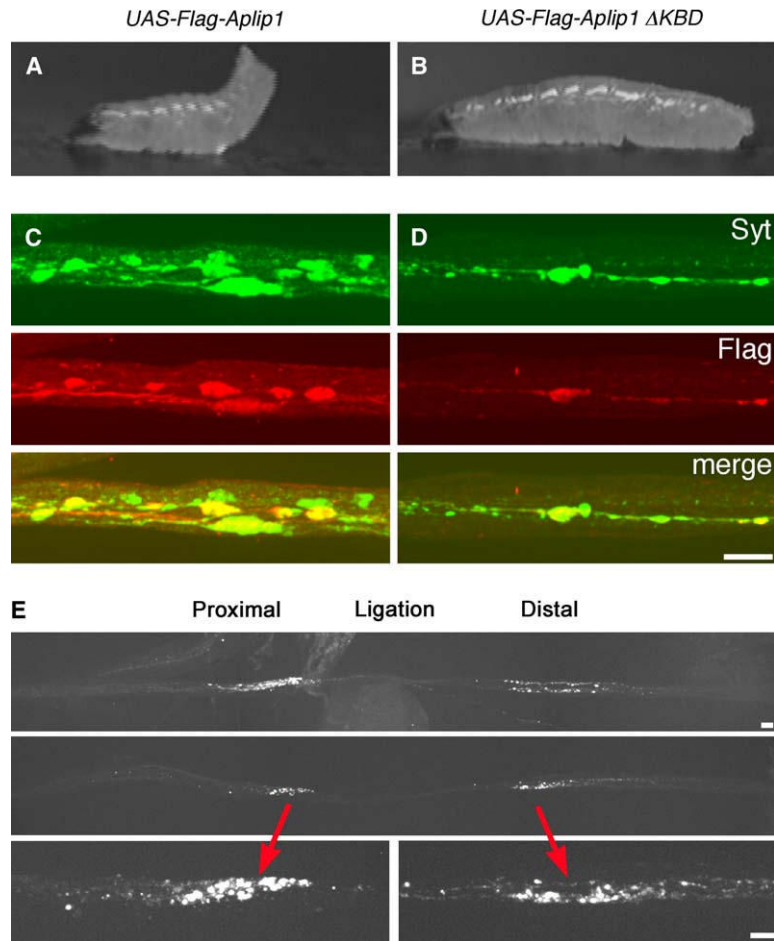 UAS-Flag-Aplip1 UAS-Flag-Aplip1 ΔKBD
A B
C D Syt
Flag
merge
E Proximal Ligation Distal